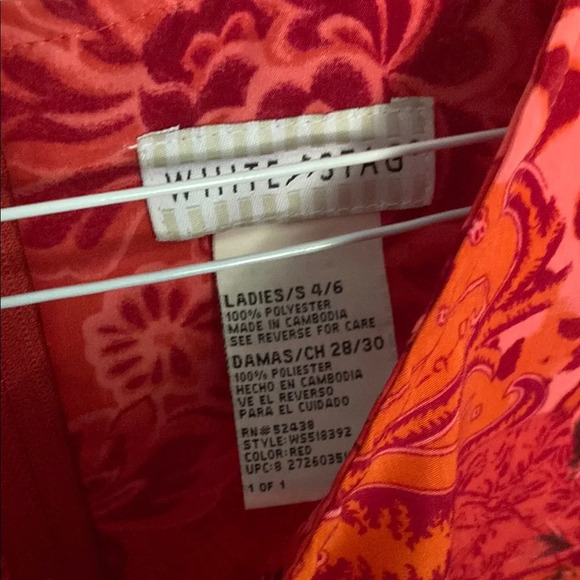 WHITE STAG
LADIES/S 4/6
100% POLYESTER
MADE IN CAMBODIA
SEE REVERSE FOR CARE
DAMAS/CH 28/30
100% POLIESTER
HECHO EN CAMBODIA
VE EL REVERSO
PARA EL CUIDADO
RN# 52438
STYLE: WS518392
COLOR: RED
UPC: 8
1 OF 1